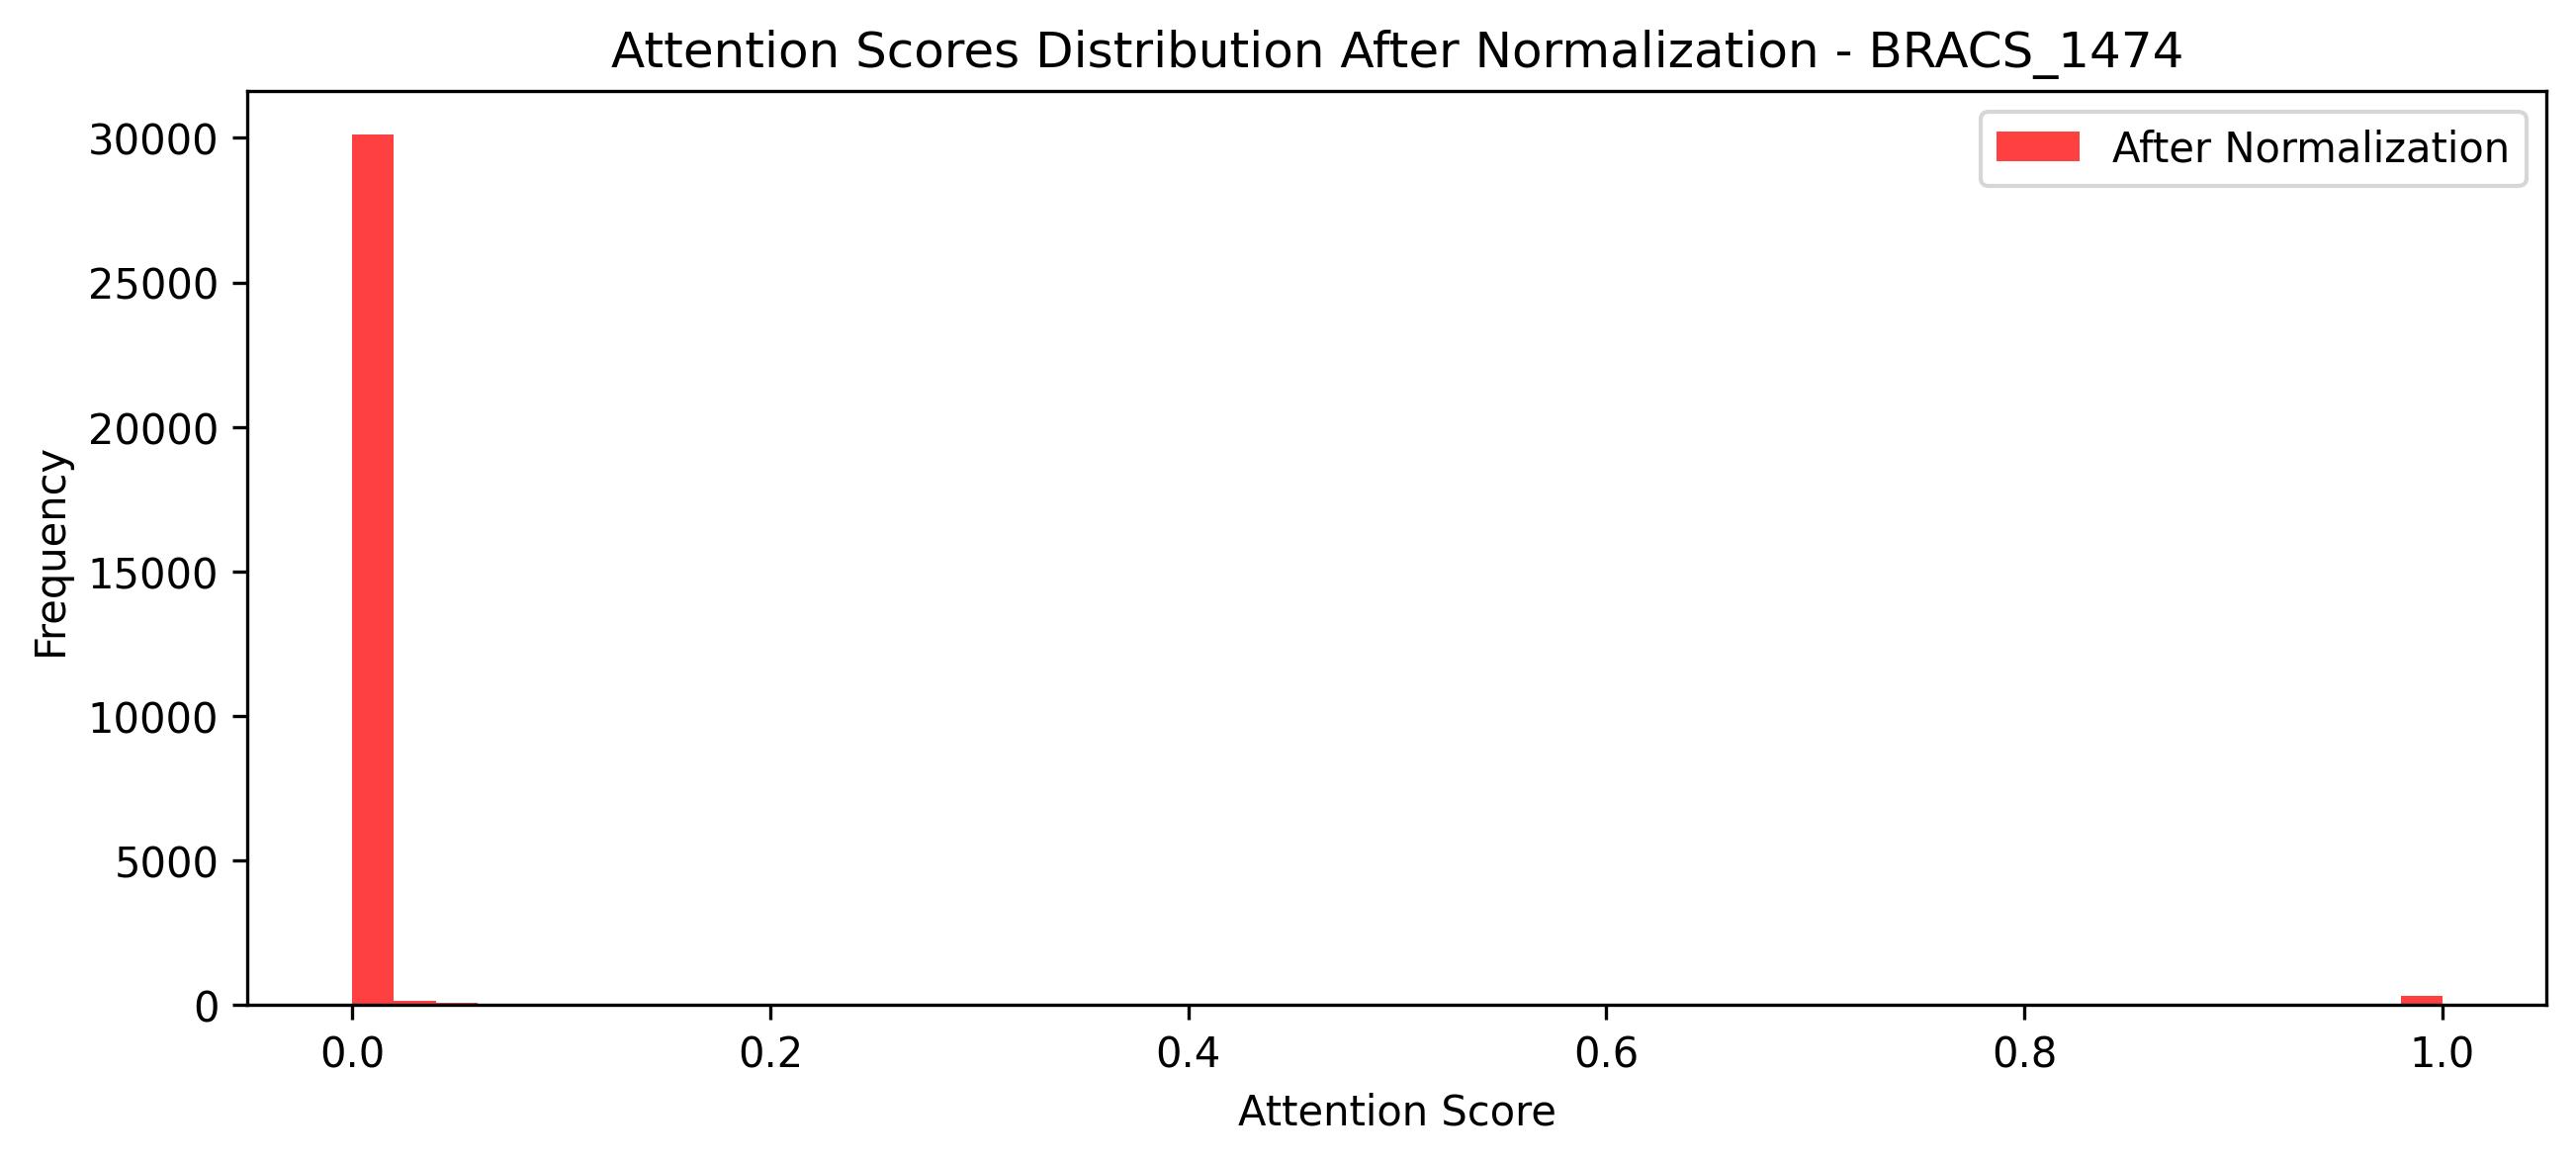 Attention Scores Distribution After Normalization - BRACS_1474
After Normalization
30000
25000
20000
15000
10000
5000
0
Frequency
0.0 0.2 0.4 0.6 0.8 1.0
Attention Score